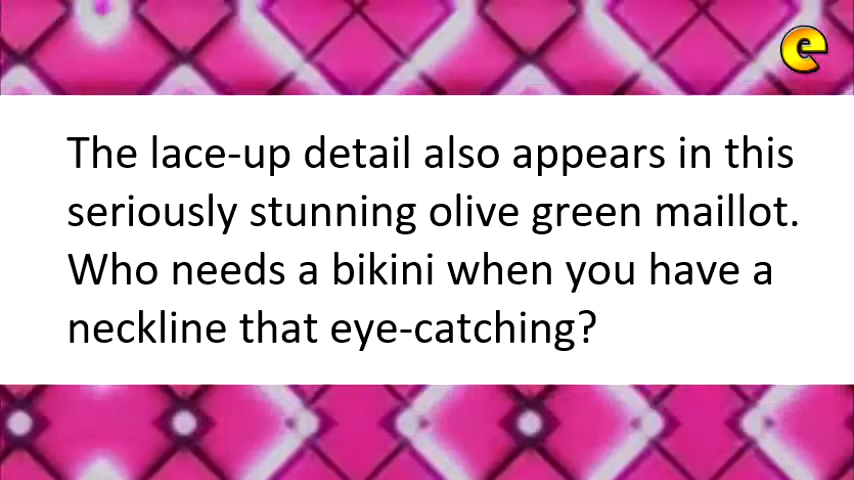 e
The lace-up detail also appears in this
seriously stunning olive green maillot.
Who needs a bikini when you have a
neckline that eye-catching?